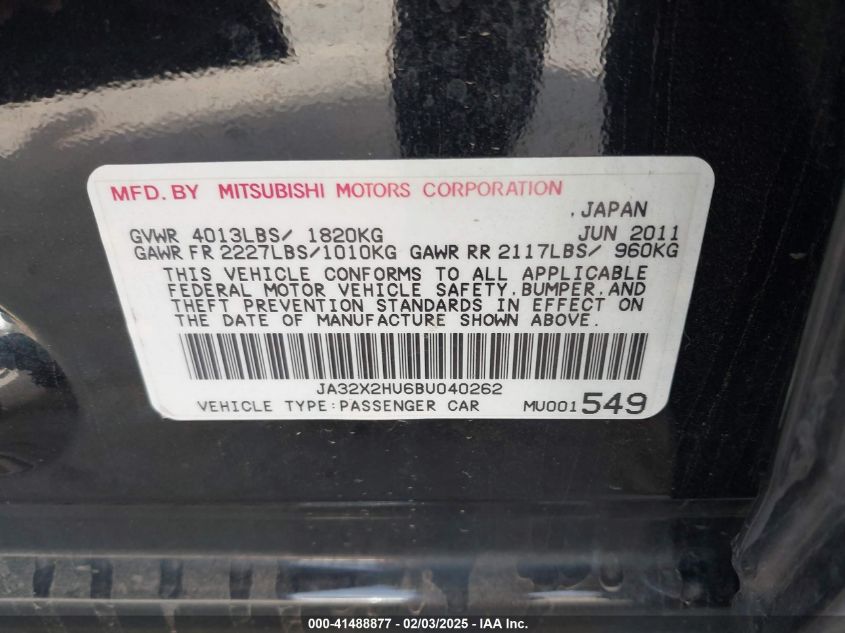 MFD. BY MITSUBISHI MOTORS CORPORATION
.JAPAN
GVWR 4013LBS/ 1820KG JUN 2011
GAWR FR 2227LBS/1010KG GAWR RR 2117LBS/ 960KG
THIS VEHICLE CONFORMS TO ALL APPLICABLE
FEDERAL MOTOR VEHICLE SAFETY.BUMPER.AND
THEFT PREVENTION STANDARDS IN EFFECT ON
THE DATE OF MANUFACTURE SHOWN ABOVE.
JA32X2HU6BU040262
VEHICLE TYPE:PASSENGER CAR MU001549
000-41488877 - 02/03/2025 - IAA Inc.